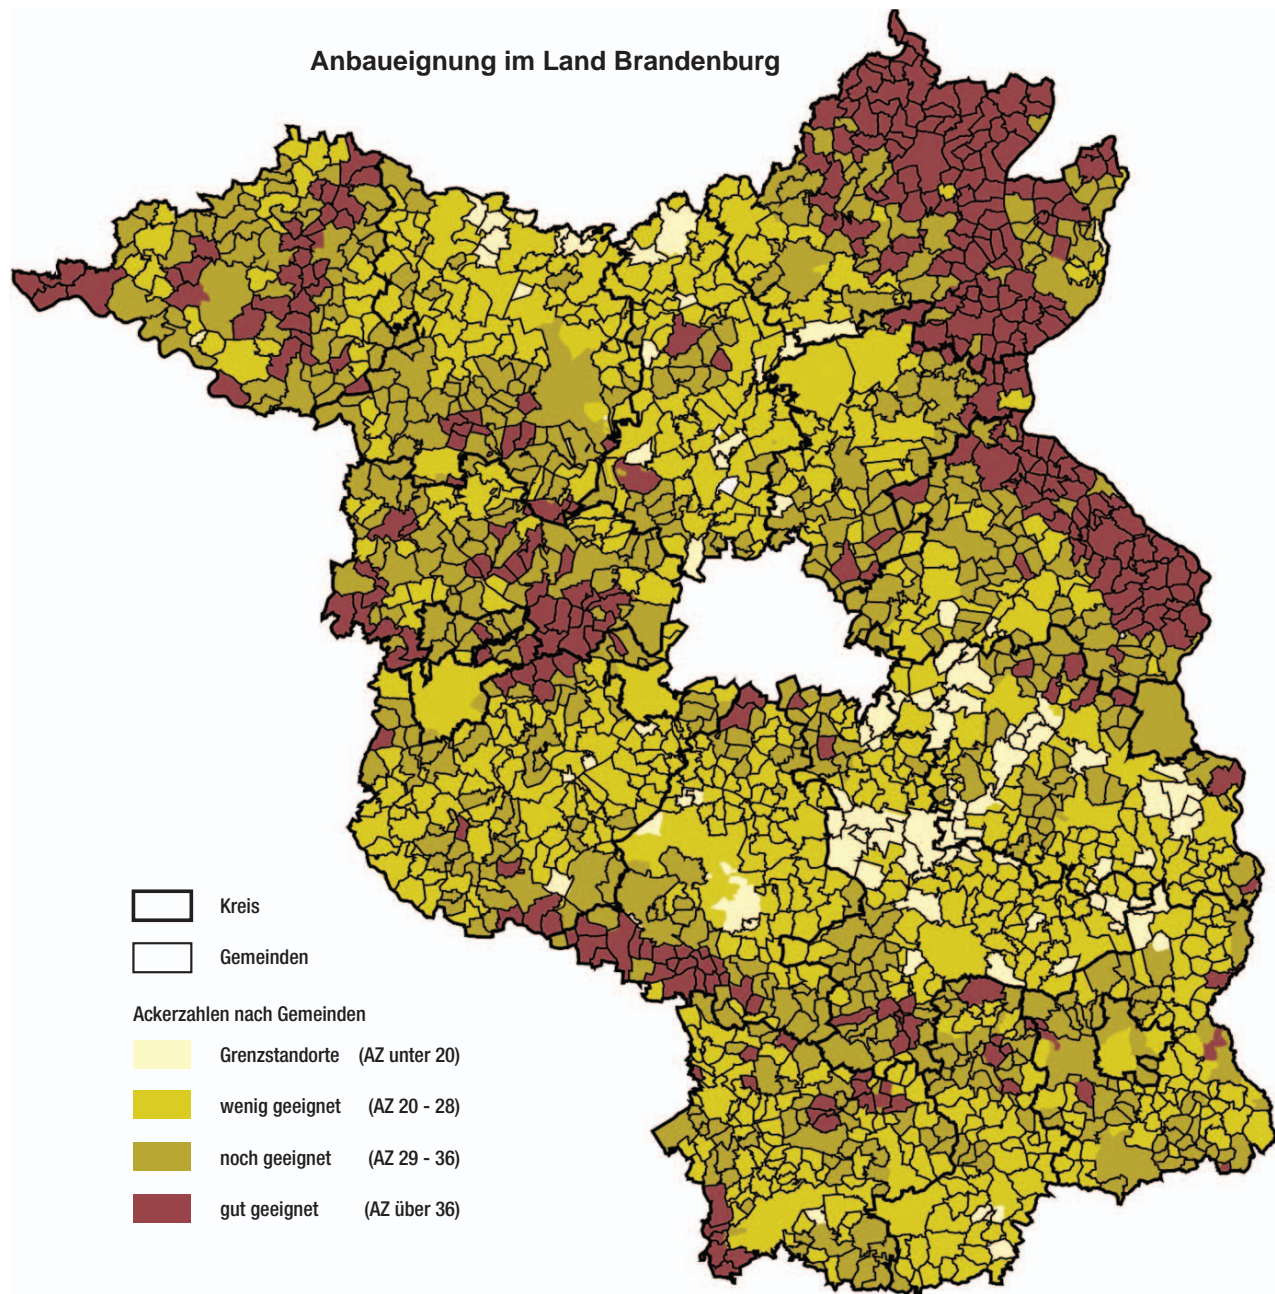 Anbaueignung im Land Brandenburg
Kreis
Gemeinden
Ackerzahlen nach Gemeinden
Grenzstandorte (AZ unter 20)
wenig geeignet (AZ 20 - 28)
noch geeignet (AZ 29 - 36)
gut geeignet (AZ über 36)